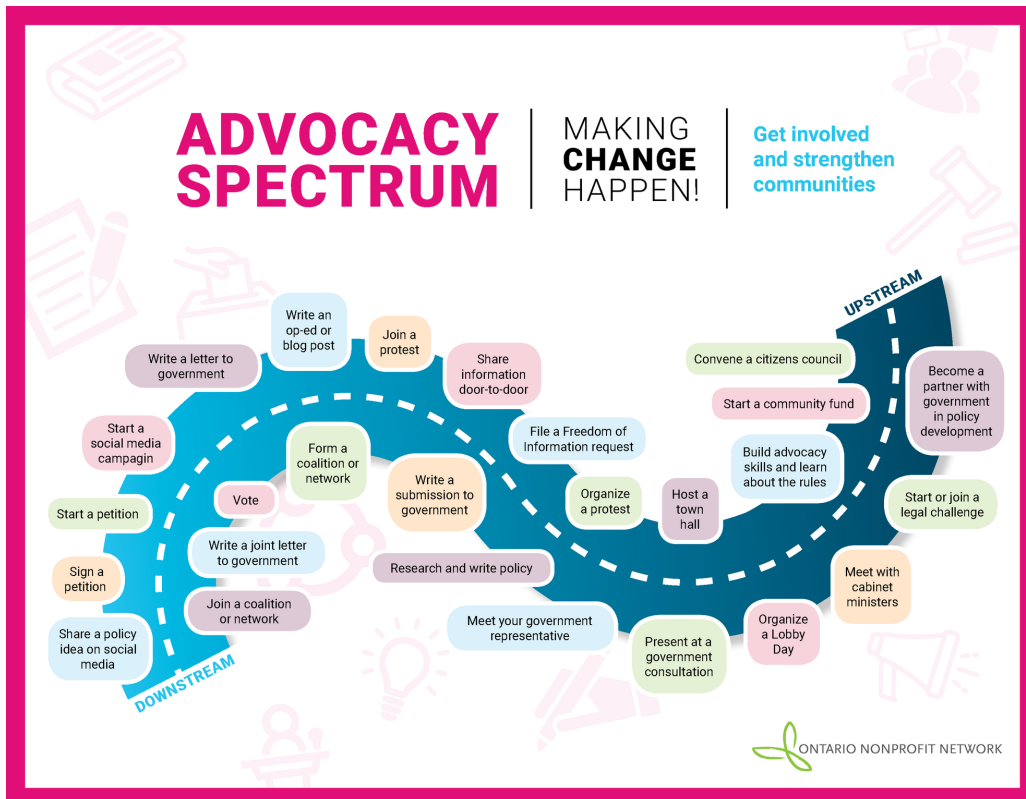 ADVOCACY
SPECTRUM
MAKING
CHANGE
HAPPEN!
Get involved
and strengthen
communities
UPSTREAM
Write an
op-ed or
blog post
Join a
protest
Write a letter to
government
Share
information
door-to-door
Convene a citizens council
Become a
partner with
government
in policy
development
Start a community fund
Start a
social media
campagin
File a Freedom of
Information request
Form a
coalition or
network
Build advocacy
skills and learn
about the rules
Write a
submission to
government
Vote
Organize
a protest
Host a
town
hall
Start or join a
legal challenge
Start a petition
Write a joint letter
to government
Research and write policy
Sign a
petition
Meet with
cabinet
ministers
Join a coalition
or network
Share a policy
idea on social
media
Meet your government
representative
Organize
a Lobby
Day
Present at a
government
consultation
DOWNSTREAM
ONTARIO NONPROFIT NETWORK